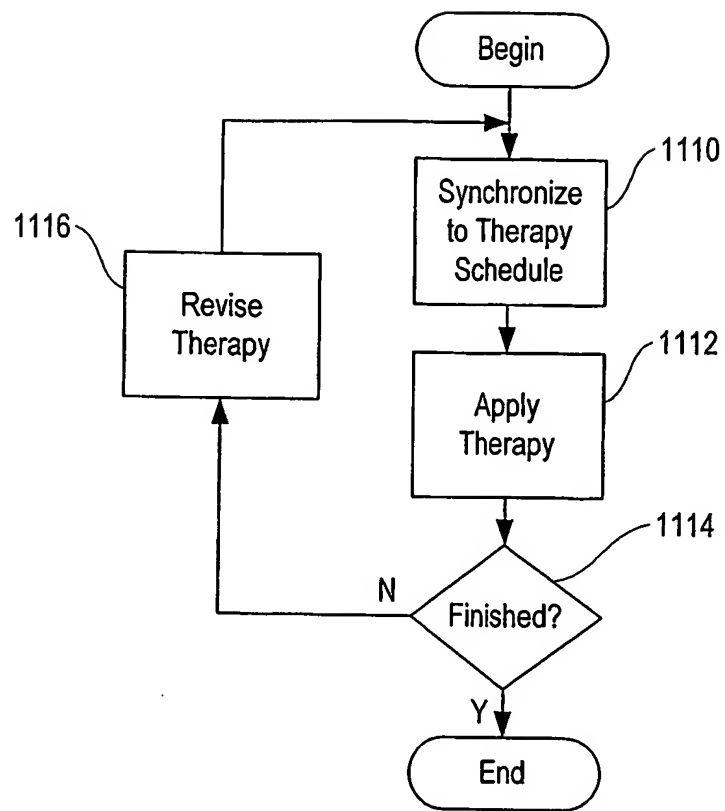 Begin
1110
Synchronize
to Therapy
Schedule
1116
Revise
Therapy
1112
Apply
Therapy
1114
N
Finished?
Y
End